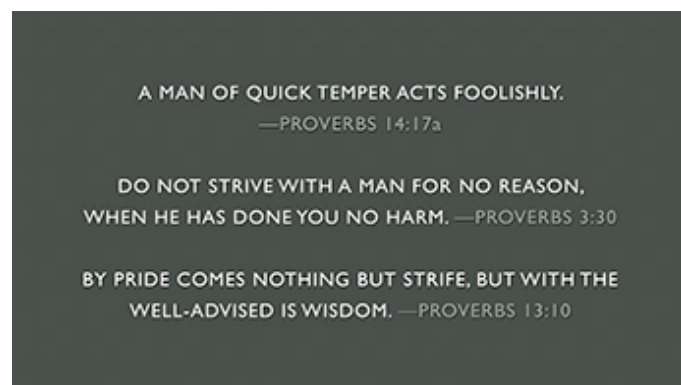 A MAN OF QUICK TEMPER ACTS FOOLISHLY.
—PROVERBS 14:17a
DO NOT STRIVE WITH A MAN FOR NO REASON,
WHEN HE HAS DONE YOU NO HARM. —PROVERBS 3:30
BY PRIDE COMES NOTHING BUT STRIFE, BUT WITH THE
WELL-ADVISED IS WISDOM. —PROVERBS 13:10